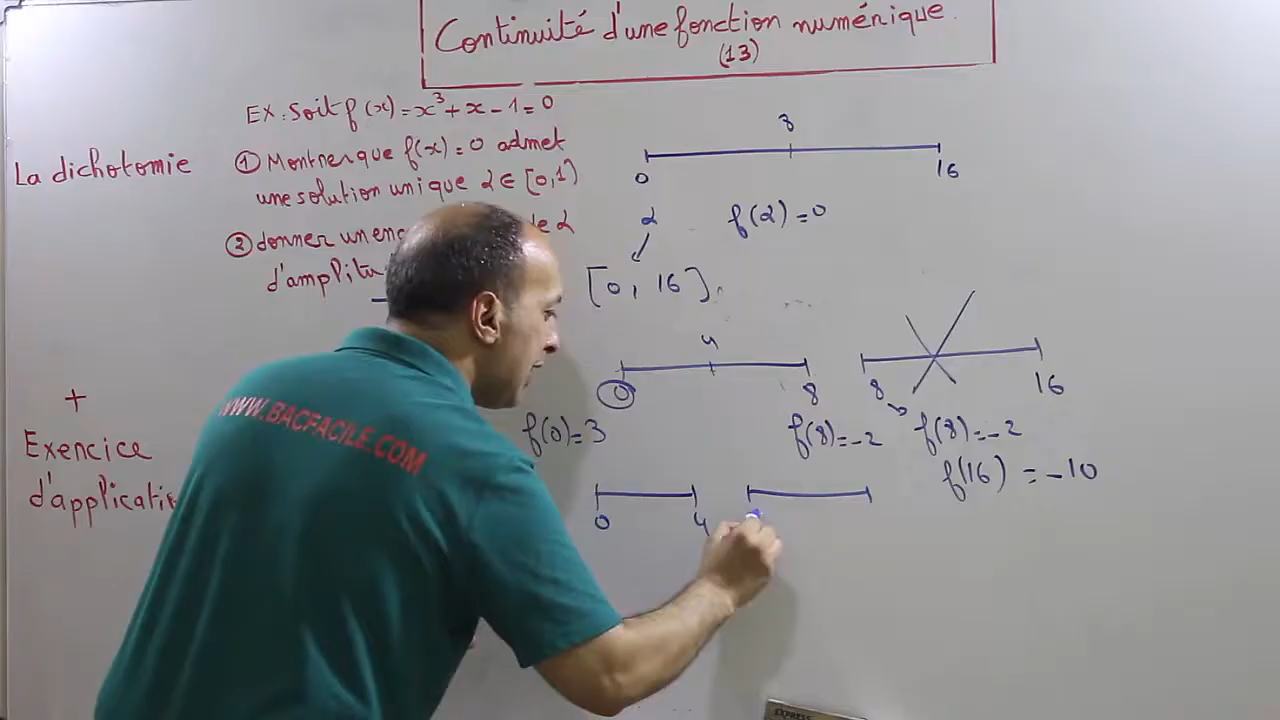 Continuité d'une fonction numérique.
(13)
La dichotomie
+
Exercice
d'applicati
EX: Soit f(x)=x³+x-1=0
① Montrer que f(x)=0 admet
une solution unique α∈[0,1)
② donner un enc de α
d'amplitu
0 8 16
α f(α)=0
[0, 16]
0 4 8
8 16
f(0)=3 f(8)=-2
f(8)=-2
f(16)=-10
0 4
WWW.BACFACILE.COM